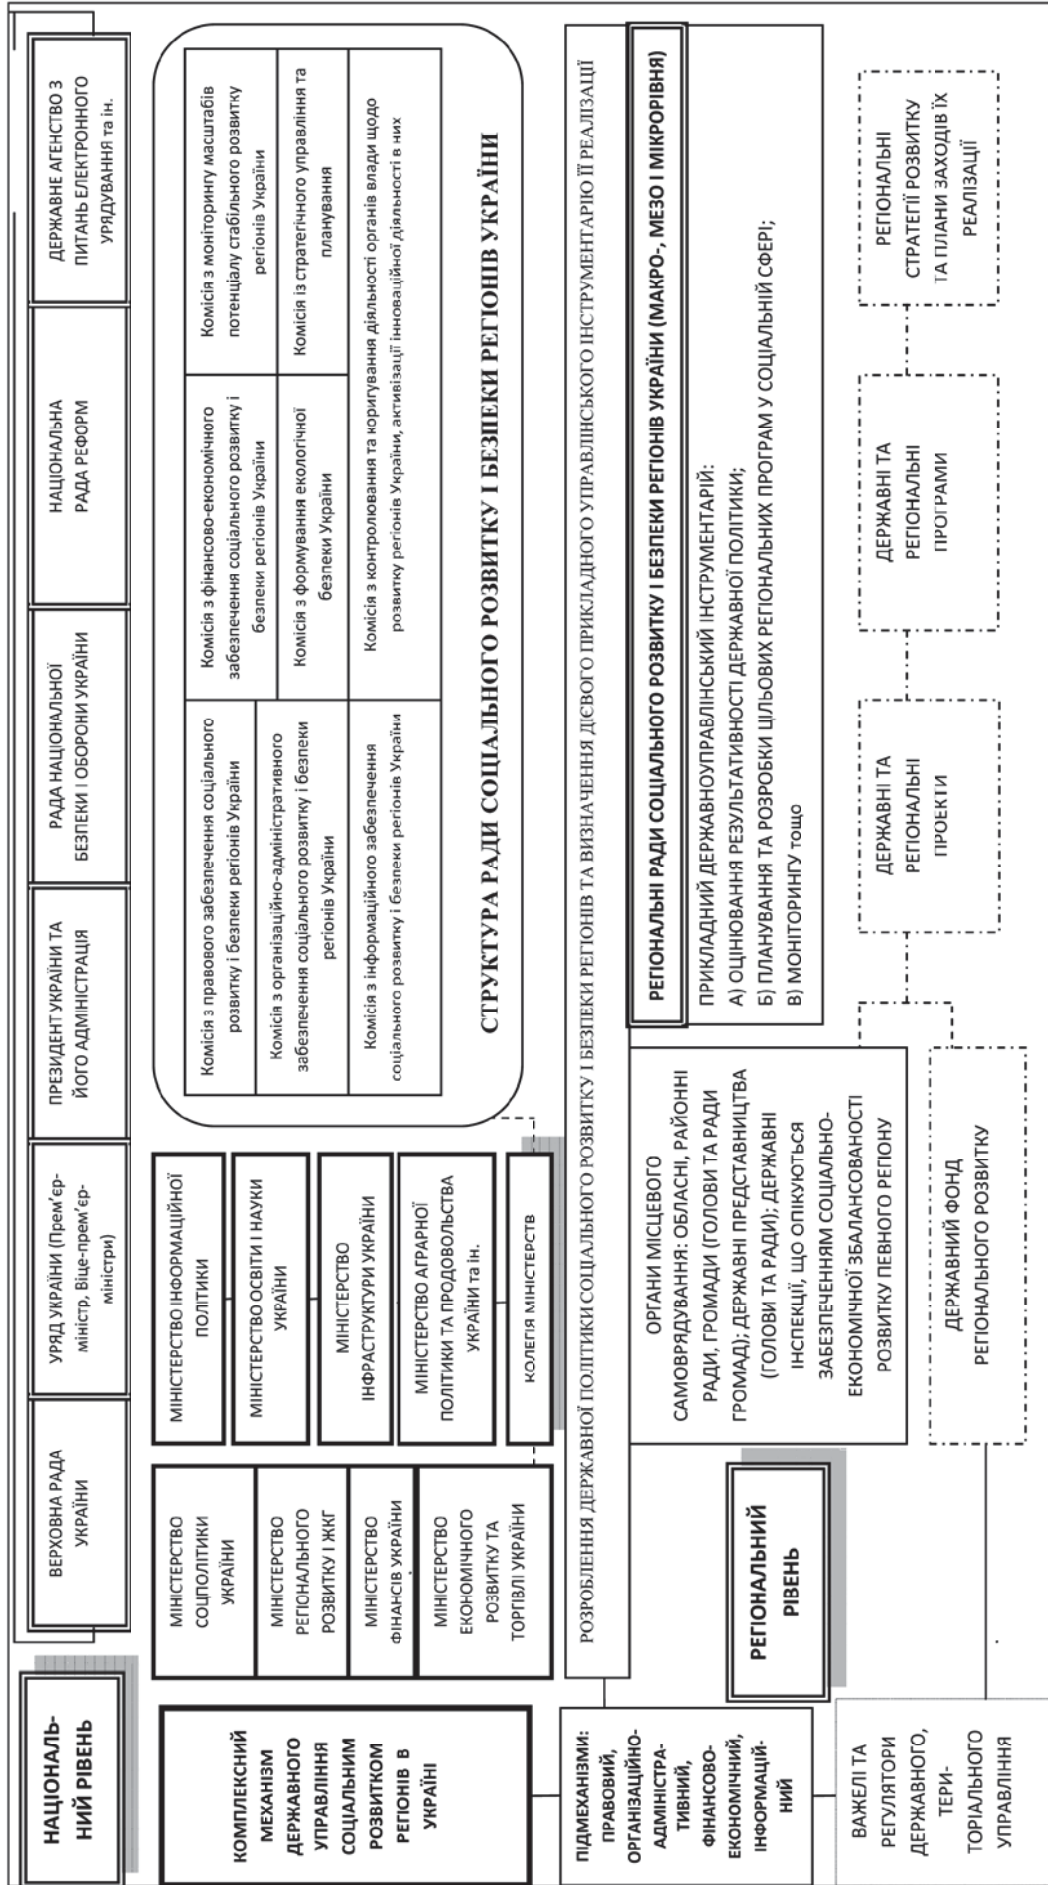 НАЦІОНАЛЬ-
НИЙ РІВЕНЬ
ВЕРХОВНА РАДА
УКРАЇНИ
УРЯД УКРАЇНИ (Прем’єр-
міністр, Віце-прем’єр-
міністри)
ПРЕЗИДЕНТ УКРАЇНИ ТА
ЙОГО АДМІНІСТРАЦІЯ
РАДА НАЦІОНАЛЬНОЇ
БЕЗПЕКИ І ОБОРОНИ УКРАЇНИ
НАЦІОНАЛЬНА
РАДА РЕФОРМ
ДЕРЖАВНЕ АГЕНСТВО З
ПИТАНЬ ЕЛЕКТРОННОГО
УРЯДУВАННЯ та ін.
КОМПЛЕКСНИЙ
МЕХАНІЗМ
ДЕРЖАВНОГО
УПРАВЛІННЯ
СОЦІАЛЬНИМ
РОЗВИТКОМ
РЕГІОНІВ В
УКРАЇНІ
МІНІСТЕРСТВО
СОЦПОЛІТИКИ
УКРАЇНИ
МІНІСТЕРСТВО
РЕГІОНАЛЬНОГО
РОЗВИТКУ І ЖКГ
МІНІСТЕРСТВО
ФІНАНСІВ УКРАЇНИ
МІНІСТЕРСТВО
ЕКОНОМІЧНОГО
РОЗВИТКУ ТА
ТОРГІВЛІ УКРАЇНИ
МІНІСТЕРСТВО ІНФОРМАЦІЙНОЇ
ПОЛІТИКИ
МІНІСТЕРСТВО ОСВІТИ І НАУКИ
УКРАЇНИ
МІНІСТЕРСТВО
ІНФРАСТРУКТУРИ УКРАЇНИ
МІНІСТЕРСТВО АГРАРНОЇ
ПОЛІТИКИ ТА ПРОДОВОЛЬСТВА
УКРАЇНИ та ін.
КОЛЕГІЯ МІНІСТЕРСТВ
Комісія з правового забезпечення соціального
розвитку і безпеки регіонів України
Комісія з фінансово-економічного
забезпечення соціального розвитку і
безпеки регіонів України
Комісія з моніторингу масштабів
потенціалу стабільного розвитку
регіонів України
Комісія з організаційно-адміністративного
забезпечення соціального розвитку і безпеки
регіонів України
Комісія з формування екологічної
безпеки України
Комісія із стратегічного управління та
планування
Комісія з інформаційного забезпечення
соціального розвитку і безпеки регіонів України
Комісія з контролювання та коригування діяльності органів влади щодо
розвитку регіонів України, активізації інноваційної діяльності в них
СТРУКТУРА РАДИ СОЦІАЛЬНОГО РОЗВИТКУ І БЕЗПЕКИ РЕГІОНІВ УКРАЇНИ
ПІДМЕХАНІЗМИ:
ПРАВОВИЙ,
ОРГАНІЗАЦІЙНО-
АДМІНІСТРА-
ТИВНИЙ,
ФІНАНСОВО-
ЕКОНОМІЧНИЙ,
ІНФОРМАЦІЙ-
НИЙ
РОЗРОБЛЕННЯ ДЕРЖАВНОЇ ПОЛІТИКИ СОЦІАЛЬНОГО РОЗВИТКУ І БЕЗПЕКИ РЕГІОНІВ ТА ВИЗНАЧЕННЯ ДІЄВОГО ПРИКЛАДНОГО УПРАВЛІНСЬКОГО ІНСТРУМЕНТАРІЮ ЇЇ РЕАЛІЗАЦІЇ
РЕГІОНАЛЬНИЙ
РІВЕНЬ
ОРГАНИ МІСЦЕВОГО
САМОВРЯДУВАННЯ: ОБЛАСНІ, РАЙОННІ
РАДИ, ГРОМАДИ (ГОЛОВИ ТА РАДИ
ГРОМАД); ДЕРЖАВНІ ПРЕДСТАВНИЦТВА
(ГОЛОВИ ТА РАДИ); ДЕРЖАВНІ
ІНСПЕКЦІЇ, ЩО ОПІКУЮТЬСЯ
ЗАБЕЗПЕЧЕННЯМ СОЦІАЛЬНО-
ЕКОНОМІЧНОЇ ЗБАЛАНСОВАНОСТІ
РОЗВИТКУ ПЕВНОГО РЕГІОНУ
РЕГІОНАЛЬНІ РАДИ СОЦІАЛЬНОГО РОЗВИТКУ І БЕЗПЕКИ РЕГІОНІВ УКРАЇНИ (МАКРО-, МЕЗО І МІКРОРІВНЯ)
ПРИКЛАДНИЙ ДЕРЖАВНОУПРАВЛІНСЬКИЙ ІНСТРУМЕНТАРІЙ:
А) ОЦІНЮВАННЯ РЕЗУЛЬТАТИВНОСТІ ДЕРЖАВНОЇ ПОЛІТИКИ;
Б) ПЛАНУВАННЯ ТА РОЗРОБКИ ЦІЛЬОВИХ РЕГІОНАЛЬНИХ ПРОГРАМ У СОЦІАЛЬНІЙ СФЕРІ;
В) МОНІТОРИНГУ тощо
ВАЖЕЛІ ТА
РЕГУЛЯТОРИ
ДЕРЖАВНОГО,
ТЕРИ-
ТОРІАЛЬНОГО
УПРАВЛІННЯ
ДЕРЖАВНИЙ ФОНД
РЕГІОНАЛЬНОГО РОЗВИТКУ
ДЕРЖАВНІ ТА
РЕГІОНАЛЬНІ
ПРОЕКТИ
ДЕРЖАВНІ ТА
РЕГІОНАЛЬНІ
ПРОГРАМИ
РЕГІОНАЛЬНІ
СТРАТЕГІЇ РОЗВИТКУ
ТА ПЛАНИ ЗАХОДІВ ЇХ
РЕАЛІЗАЦІЇ